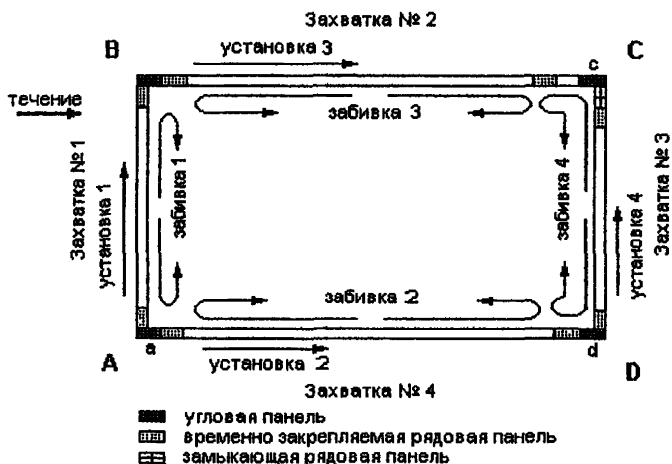 Захватка № 2
В
установка 3
С
с
течение
забивка 3
Захватка № 1
установка 1
забивка 1
забивка 4
установка 4
Захватка № 3
забивка 2
А
а
установка 2
d
D
Захватка № 4
угловая панель
временно закрепляемая рядовая панель
замыкающая рядовая панель